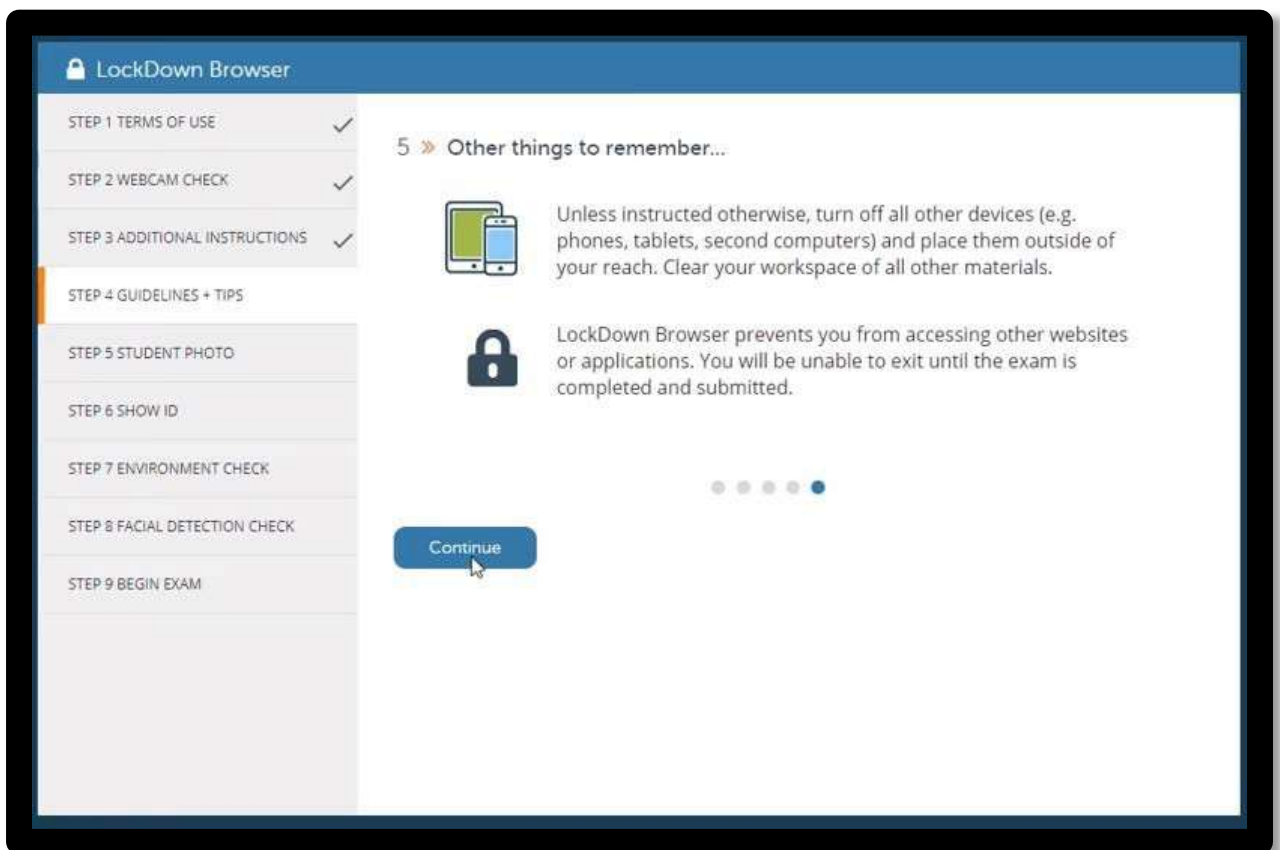 LockDown Browser
STEP 1 TERMS OF USE
STEP 2 WEBCAM CHECK
STEP 3 ADDITIONAL INSTRUCTIONS
STEP 4 GUIDELINES + TIPS
STEP 5 STUDENT PHOTO
STEP 6 SHOW ID
STEP 7 ENVIRONMENT CHECK
STEP 8 FACIAL DETECTION CHECK
STEP 9 BEGIN EXAM
5 » Other things to remember...
Unless instructed otherwise, turn off all other devices (e.g.
phones, tablets, second computers) and place them outside of
your reach. Clear your workspace of all other materials.
LockDown Browser prevents you from accessing other websites
or applications. You will be unable to exit until the exam is
completed and submitted.
Continue